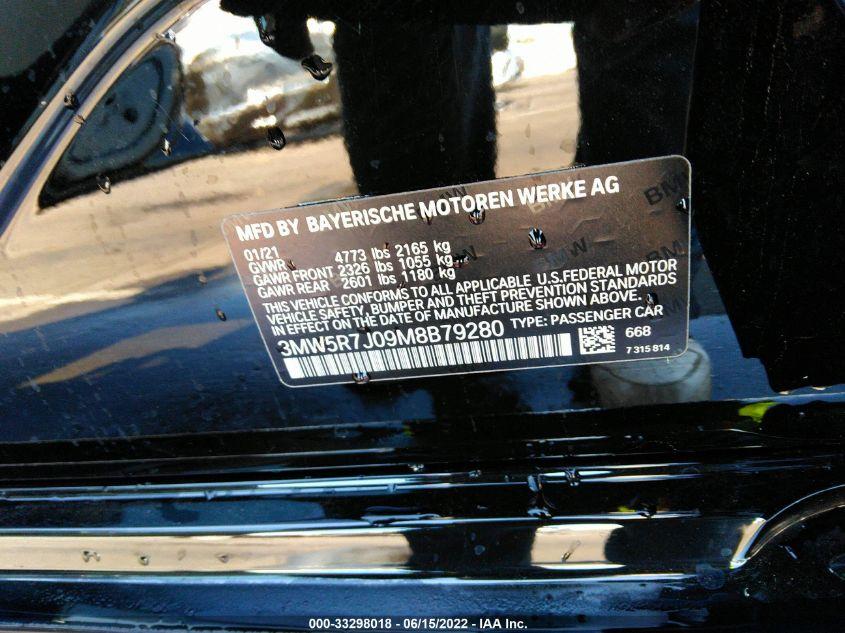 MFD BY BAYERISCHE MOTOREN WERKE AG
01/21
GVWR 4773 lbs 2165 kg
GAWR FRONT 2326 lbs 1055 kg
GAWR REAR 2601 lbs 1180 kg
THIS VEHICLE CONFORMS TO ALL APPLICABLE U.S.FEDERAL MOTOR
VEHICLE SAFETY, BUMPER AND THEFT PREVENTION STANDARDS
IN EFFECT ON THE DATE OF MANUFACTURE SHOWN ABOVE.
3MW5R7J09M8B79280 TYPE: PASSENGER CAR
668
7 315 814
BMW
BMW
BMW
000-33298018 - 06/15/2022 - IAA Inc.